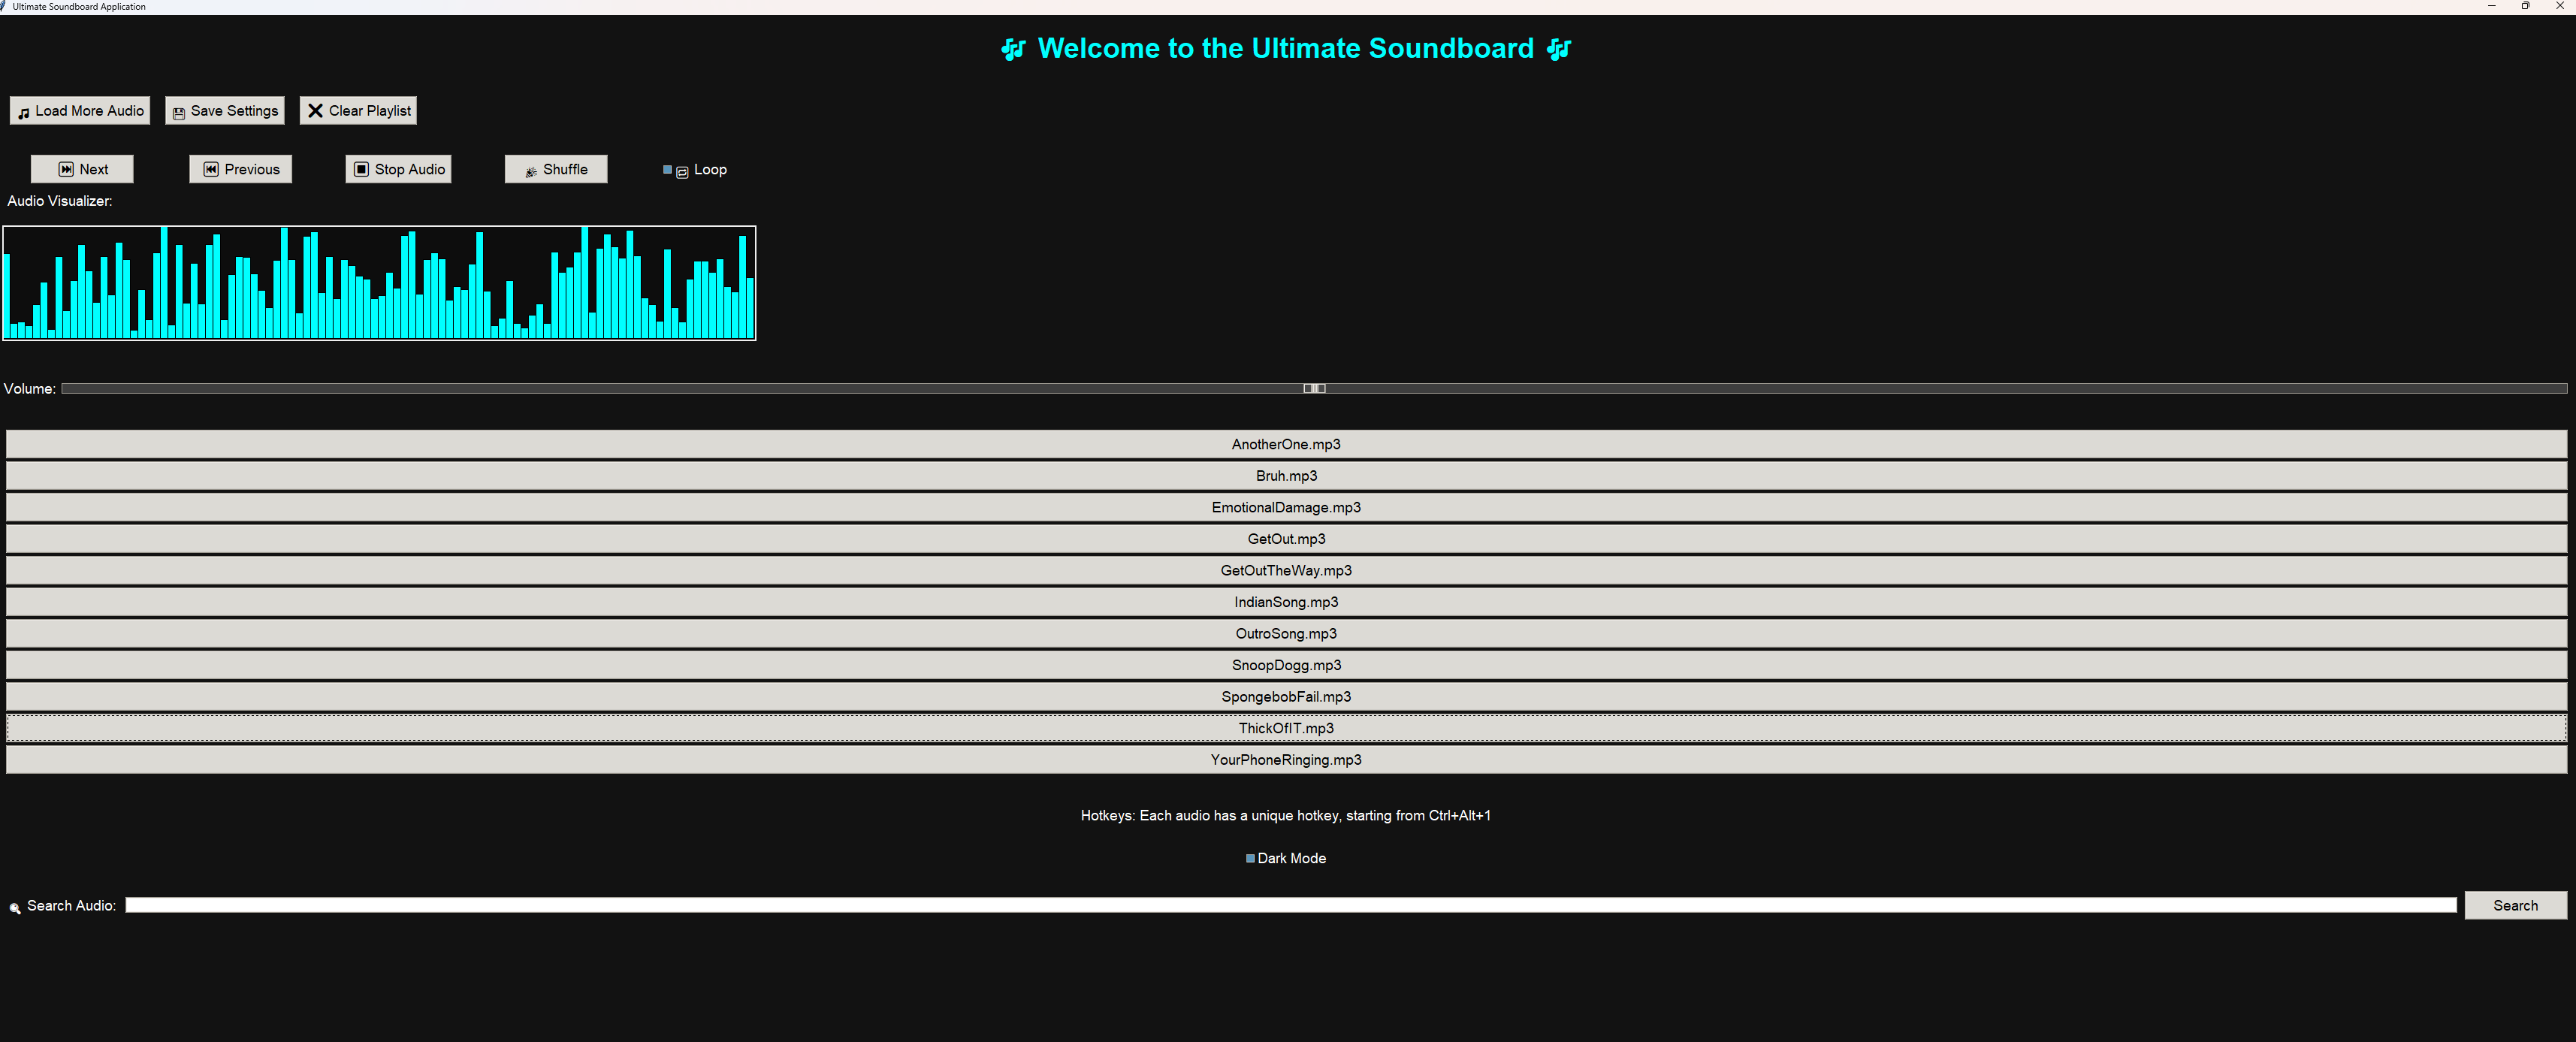 Ultimate Soundboard Application
Welcome to the Ultimate Soundboard
Load More Audio Save Settings Clear Playlist
Next Previous Stop Audio Shuffle Loop
Audio Visualizer:
Volume:
AnotherOne.mp3
Bruh.mp3
EmotionalDamage.mp3
GetOut.mp3
GetOutTheWay.mp3
IndianSong.mp3
OutroSong.mp3
SnoopDogg.mp3
SpongebobFail.mp3
ThickOfIT.mp3
YourPhoneRinging.mp3
Hotkeys: Each audio has a unique hotkey, starting from Ctrl+Alt+1
Dark Mode
Search Audio: Search